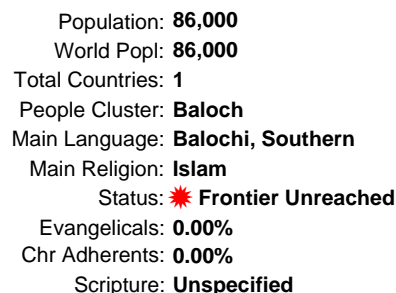 Population: 86,000
World Popl: 86,000
Total Countries: 1
People Cluster: Baloch
Main Language: Balochi, Southern
Main Religion: Islam
Status: Frontier Unreached
Evangelicals: 0.00%
Chr Adherents: 0.00%
Scripture: Unspecified